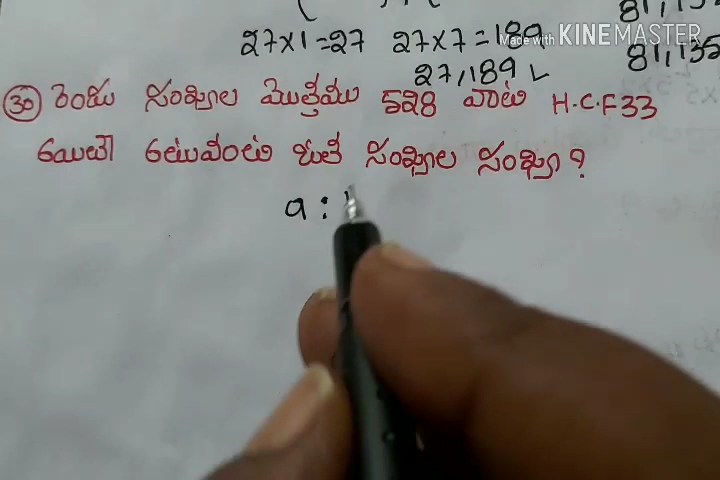 27×1=27 27×7=189
27,189
81,135
Made with KINEMASTER
30 రెండు సంఖ్యల మొత్తము 528 వాటి H.C.F 33
అయితే అటువంటి జతల సంఖ్యల సంఖ్య?
a :